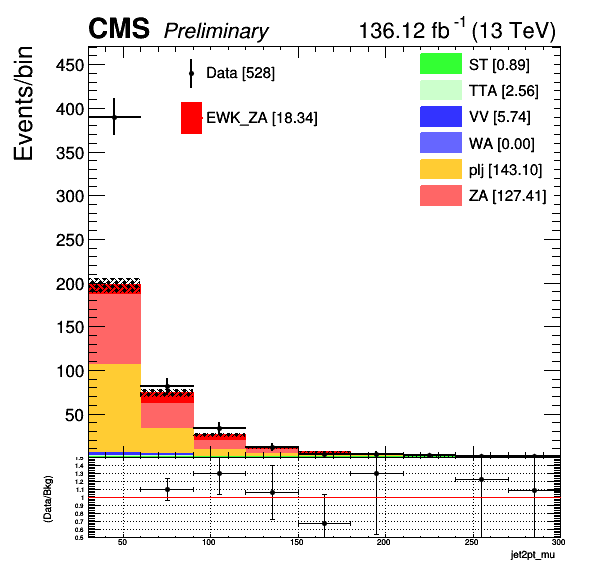 CMS Preliminary 136.12 fb⁻¹ (13 TeV)
Events/bin
450
400
350
300
250
200
150
100
50
Data [528]
EWK_ZA [18.34]
ST [0.89]
TTA [2.56]
VV [5.74]
WA [0.00]
plj [143.10]
ZA [127.41]
(Data/Bkg)
1.5
1.4
1.3
1.2
1.1
1
0.9
0.8
0.7
0.6
0.5
50 100 150 200 250 300
jet2pt_mu